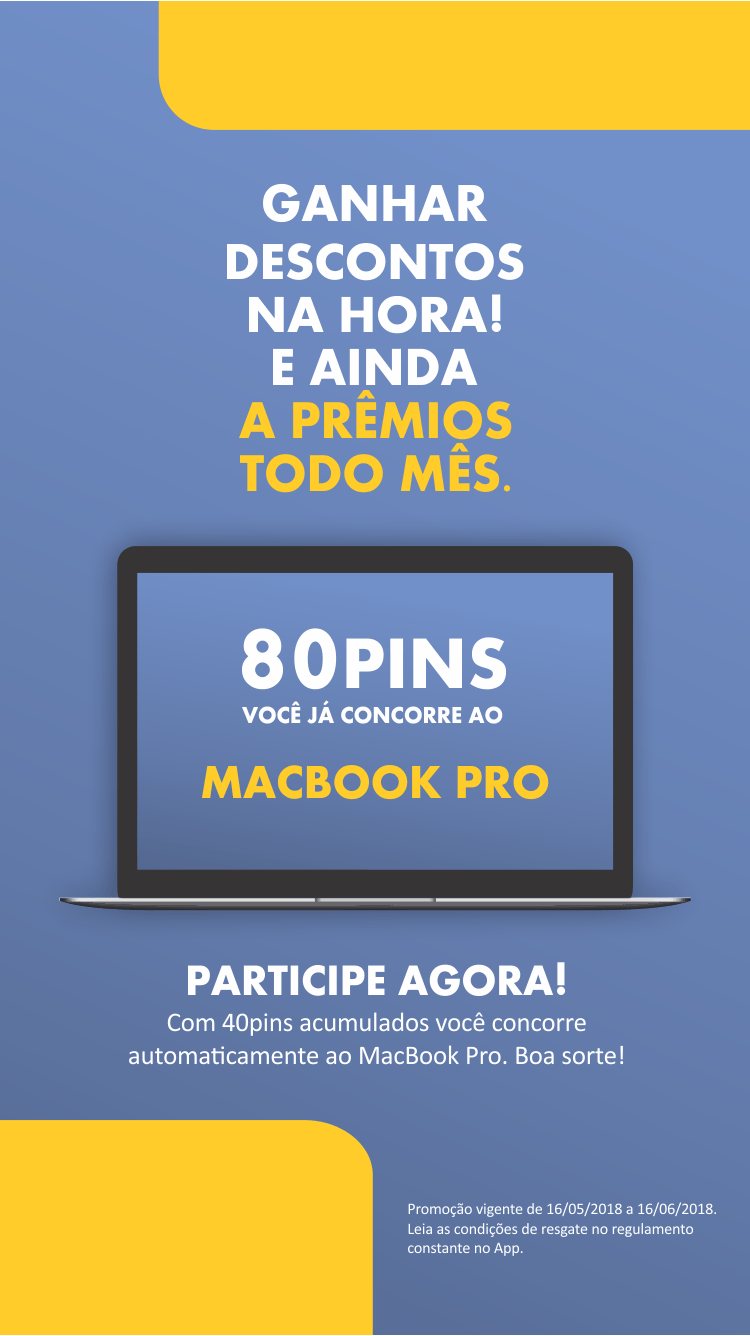 GANHAR
DESCONTOS
NA HORA!
E AINDA
A PRÊMIOS
TODO MÊS.
80PINS
VOCÊ JÁ CONCORRE AO
MACBOOK PRO
PARTICIPE AGORA!
Com 40pins acumulados você concorre
automaticamente ao MacBook Pro. Boa sorte!
Promoção vigente de 16/05/2018 a 16/06/2018.
Leia as condições de resgate no regulamento
constante no App.